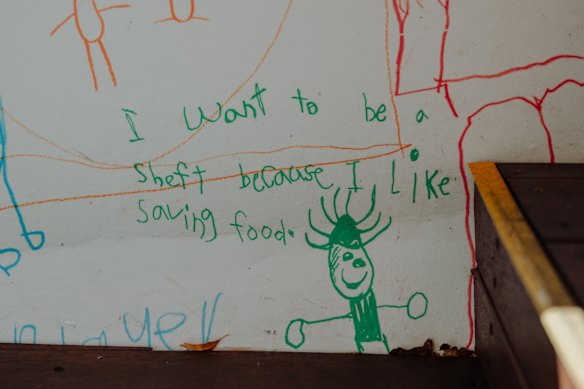 I want to be a
sheft because I Like
saving food.